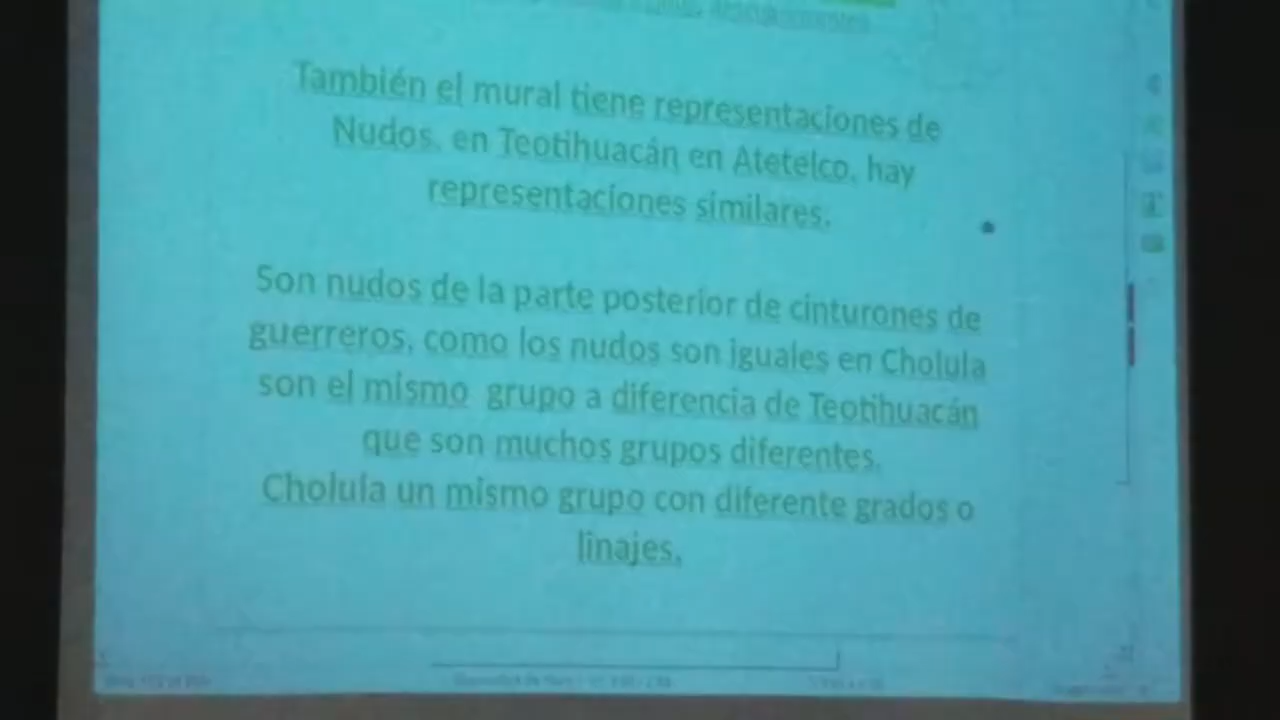 También el mural tiene representaciones de
Nudos, en Teotihuacán en Atetelco, hay
representaciones similares.
Son nudos de la parte posterior de cinturones de
guerreros, como los nudos son iguales en Cholula
son el mismo grupo a diferencia de Teotihuacán
que son muchos grupos diferentes.
Cholula un mismo grupo con diferente grados o
linajes.